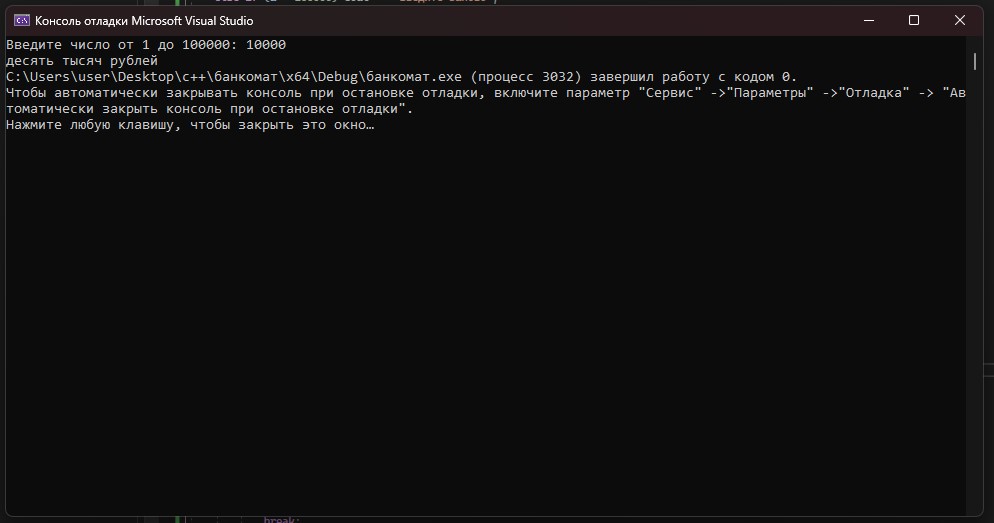 Консоль отладки Microsoft Visual Studio
Введите число от 1 до 100000: 10000
десять тысяч рублей
C:\Users\user\Desktop\c++\банкомат\x64\Debug\банкомат.exe (процесс 3032) завершил работу с кодом 0.
Чтобы автоматически закрывать консоль при остановке отладки, включите параметр "Сервис" ->"Параметры" ->"Отладка" -> "Ав
томатически закрыть консоль при остановке отладки".
Нажмите любую клавишу, чтобы закрыть это окно…
break;